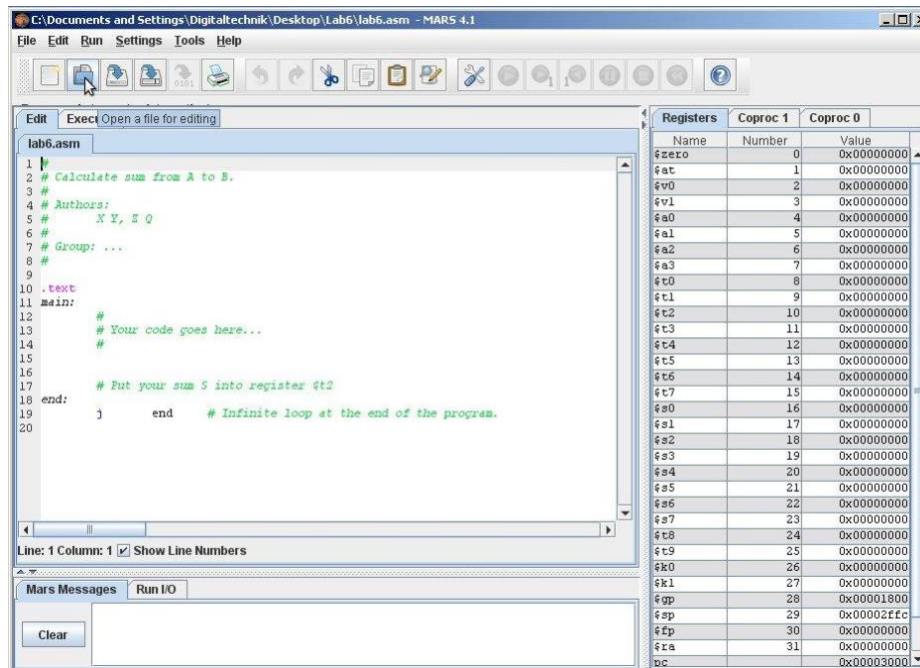 C:\Documents and Settings\Digitaltechnik\Desktop\Lab6\lab6.asm - MARS 4.1
File Edit Run Settings Tools Help
Edit
Open a file for editing
lab6.asm
1 #
2 # Calculate sum from A to B.
3 #
4 # Authors:
5 # X Y, Z Q
6 #
7 # Group: ...
8 #
9
10 .text
11 main:
12 #
13 # Your code goes here...
14 #
15
16
17 # Put your sum S into register $t2
18 end:
19 j end # Infinite loop at the end of the program.
20
Line: 1 Column: 1 Show Line Numbers
Mars Messages Run I/O
Clear
Registers Coproc 1 Coproc 0
Name Number Value
$zero 0 0x00000000
$at 1 0x00000000
$v0 2 0x00000000
$v1 3 0x00000000
$a0 4 0x00000000
$a1 5 0x00000000
$a2 6 0x00000000
$a3 7 0x00000000
$t0 8 0x00000000
$t1 9 0x00000000
$t2 10 0x00000000
$t3 11 0x00000000
$t4 12 0x00000000
$t5 13 0x00000000
$t6 14 0x00000000
$t7 15 0x00000000
$s0 16 0x00000000
$s1 17 0x00000000
$s2 18 0x00000000
$s3 19 0x00000000
$s4 20 0x00000000
$s5 21 0x00000000
$s6 22 0x00000000
$s7 23 0x00000000
$t8 24 0x00000000
$t9 25 0x00000000
$k0 26 0x00000000
$k1 27 0x00000000
$gp 28 0x00001800
$sp 29 0x00002ffc
$fp 30 0x00000000
$ra 31 0x00000000
pc 0x00003000